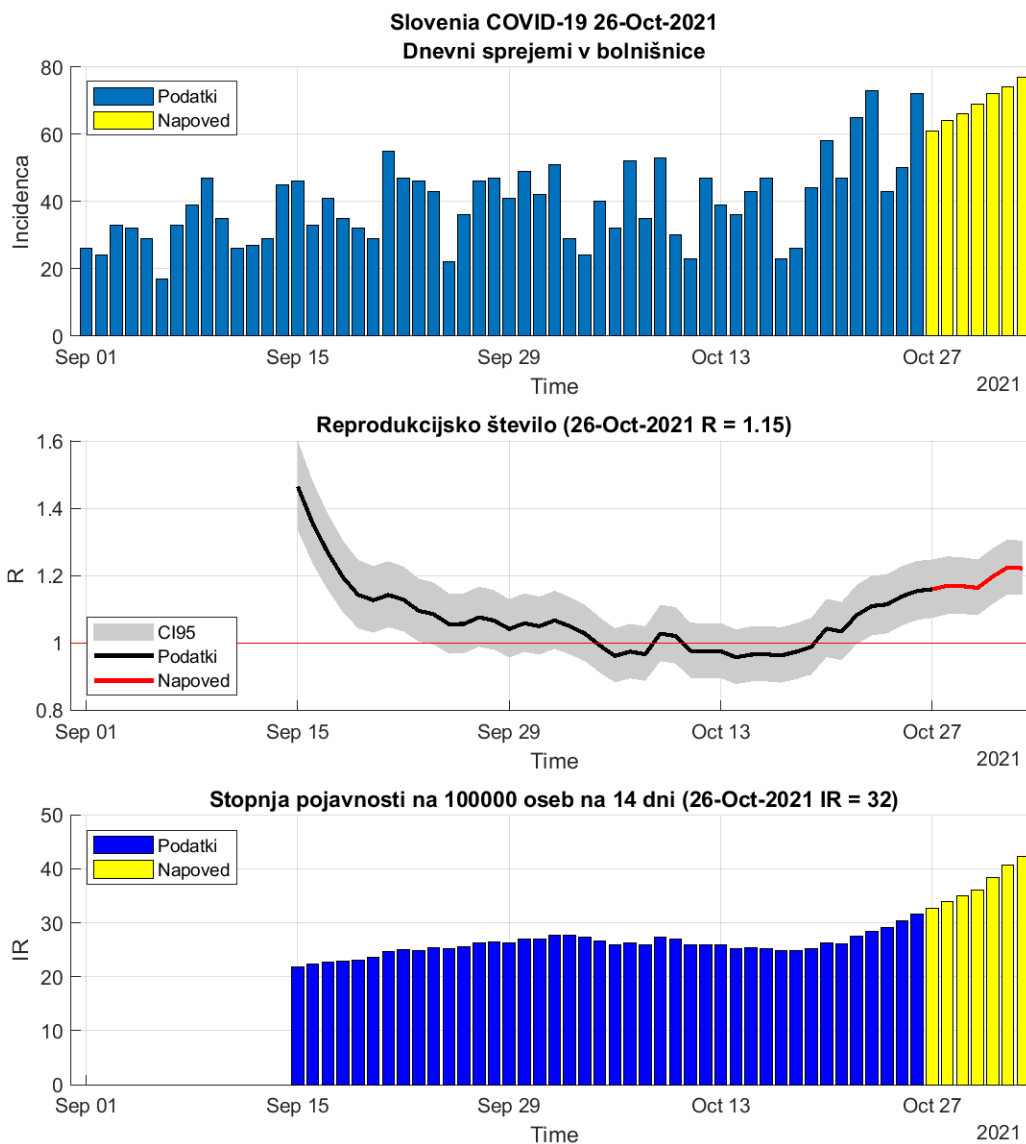 Slovenia COVID-19 26-Oct-2021
Dnevni sprejemi v bolnišnice
80
60
40
20
0
Incidenca
Podatki
Napoved
Sep 01
Sep 15
Sep 29
Oct 13
Oct 27
Time
2021
Reprodukcijsko število (26-Oct-2021 R = 1.15)
1.6
1.4
1.2
1
0.8
R
CI95
Podatki
Napoved
Sep 01
Sep 15
Sep 29
Oct 13
Oct 27
Time
2021
Stopnja pojavnosti na 100000 oseb na 14 dni (26-Oct-2021 IR = 32)
50
40
30
20
10
0
IR
Podatki
Napoved
Sep 01
Sep 15
Sep 29
Oct 13
Oct 27
Time
2021